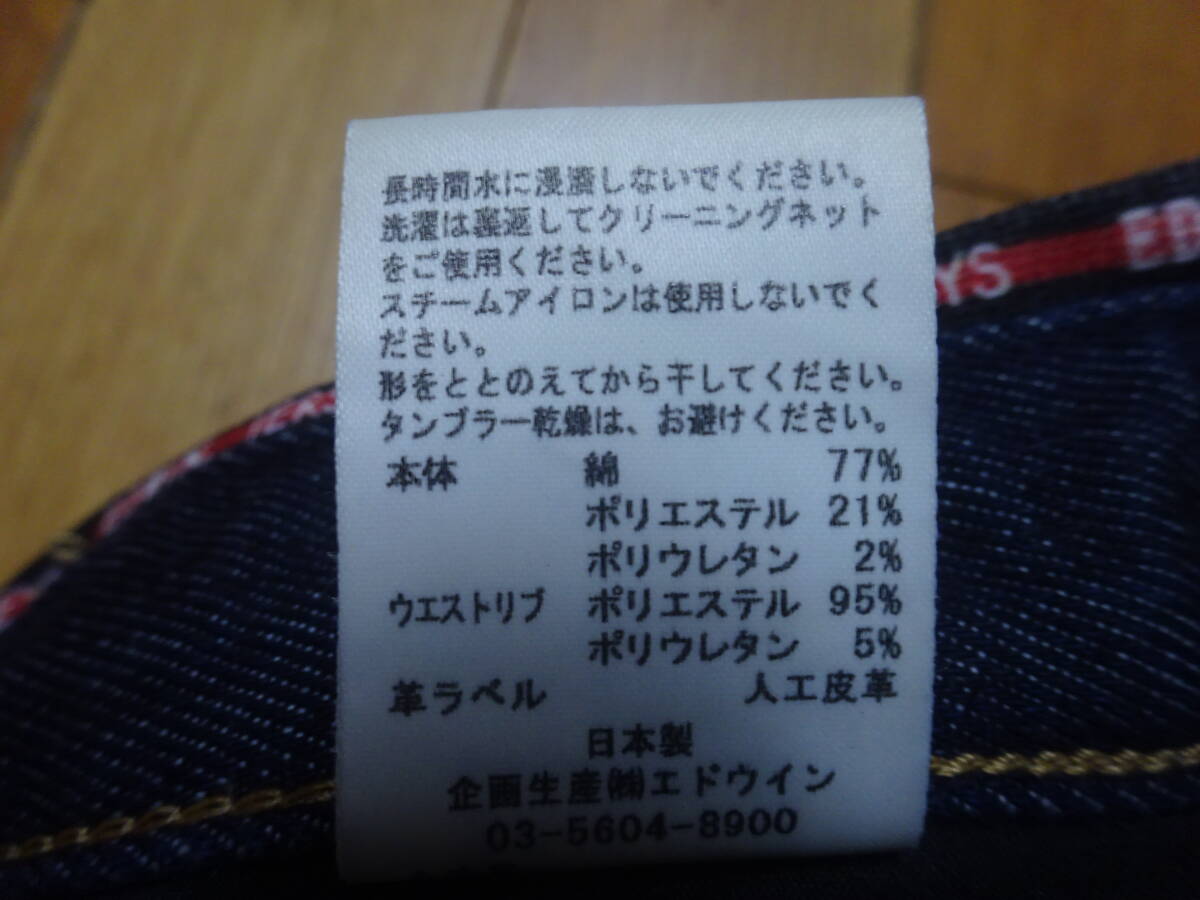 長時間水に浸漬しないでください。
洗濯は裏返してクリーニングネット
をご使用ください。
スチームアイロンは使用しないでく
ださい。
形をととのえてから干してください。
タンブラー乾燥は、お避けください。
本体 綿 77%
ポリエステル 21%
ポリウレタン 2%
ウエストリブ ポリエステル 95%
ポリウレタン 5%
革ラベル 人工皮革
日本製
企画生産㈱エドウイン
03-5604-8900
YS